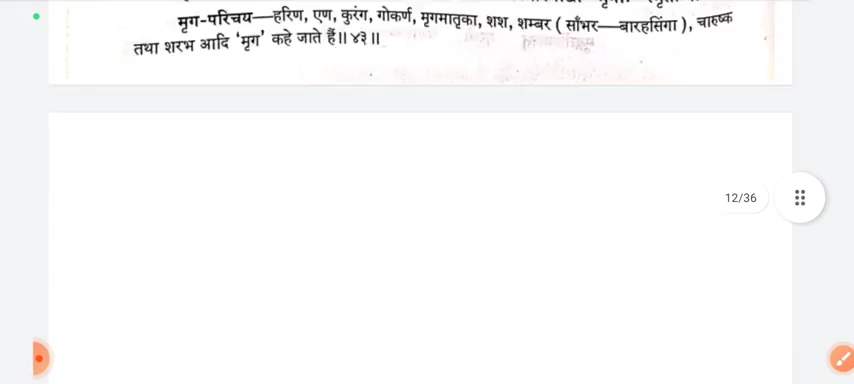 मृग-परिचय—हरिण, एण, कुरंग, गोकर्ण, मृगमातृका, शश, शम्बर ( साँभर—बारहसिंगा ), चारुष्क
तथा शरभ आदि ‘मृग’ कहे जाते हैं॥ ४३॥
12/36